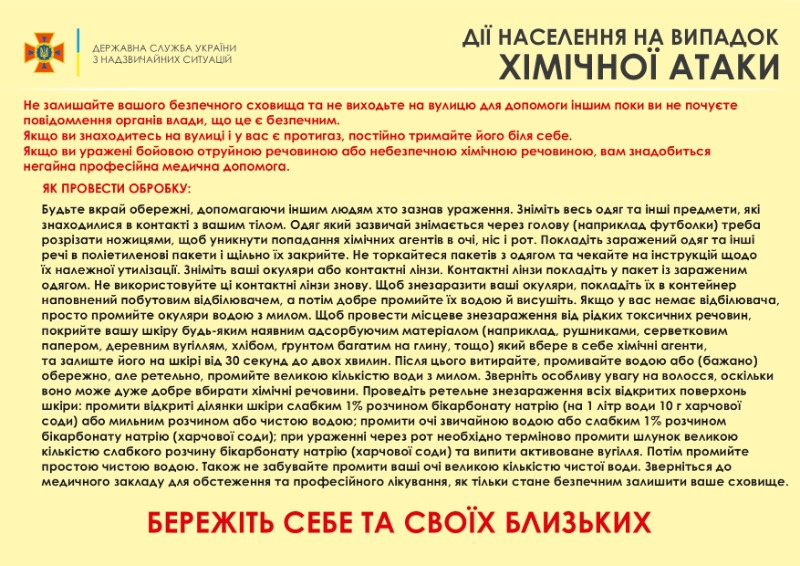 ДЕРЖАВНА СЛУЖБА УКРАЇНИ
З НАДЗВИЧАЙНИХ СИТУАЦІЙ
ДІЇ НАСЕЛЕННЯ НА ВИПАДОК
ХІМІЧНОЇ АТАКИ
Не залишайте вашого безпечного сховища та не виходьте на вулицю для допомоги іншим поки ви не почуєте
повідомлення органів влади, що це є безпечним.
Якщо ви знаходитесь на вулиці і у вас є протигаз, постійно тримайте його біля себе.
Якщо ви уражені бойовою отруйною речовиною або небезпечною хімічною речовиною, вам знадобиться
негайна професійна медична допомога.
ЯК ПРОВЕСТИ ОБРОБКУ:
Будьте вкрай обережні, допомагаючи іншим людям хто зазнав ураження. Зніміть весь одяг та інші предмети, які
знаходилися в контакті з вашим тілом. Одяг який зазвичай знімається через голову (наприклад футболки) треба
розрізати ножицями, щоб уникнути попадання хімічних агентів в очі, ніс і рот. Покладіть заражений одяг та інші
речі в поліетиленові пакети і щільно їх закрийте. Не торкайтеся пакетів з одягом та чекайте на інструкцій щодо
їх належної утилізації. Зніміть ваші окуляри або контактні лінзи. Контактні лінзи покладіть у пакет із зараженим
одягом. Не використовуйте ці контактні лінзи знову. Щоб знезаразити ваші окуляри, покладіть їх в контейнер
наповнений побутовим відбілювачем, а потім добре промийте їх водою й висушіть. Якщо у вас немає відбілювача,
просто промийте окуляри водою з милом. Щоб провести місцеве знезараження від рідких токсичних речовин,
покрийте вашу шкіру будь-яким наявним адсорбуючим матеріалом (наприклад, рушниками, серветковим
папером, деревним вугіллям, хлібом, ґрунтом багатим на глину, тощо) який вбере в себе хімічні агенти,
та залиште його на шкірі від 30 секунд до двох хвилин. Після цього витирайте, промивайте водою або (бажано)
обережно, але ретельно, промийте великою кількістю води з милом. Зверніть особливу увагу на волосся, оскільки
воно може дуже добре вбирати хімічні речовини. Проведіть ретельне знезараження всіх відкритих поверхонь
шкіри: промити відкриті ділянки шкіри слабким 1% розчином бікарбонату натрію (на 1 літр води 10 г харчової
соди) або мильним розчином або чистою водою; промити очі звичайною водою або слабким 1% розчином
бікарбонату натрію (харчової соди); при ураженні через рот необхідно терміново промити шлунок великою
кількістю слабкого розчину бікарбонату натрію (харчової соди) та випити активоване вугілля. Потім промийте
простою чистою водою. Також не забувайте промити ваші очі великою кількістю чистої води. Зверніться до
медичного закладу для обстеження та професійного лікування, як тільки стане безпечним залишити ваше сховище.
БЕРЕЖІТЬ СЕБЕ ТА СВОЇХ БЛИЗЬКИХ